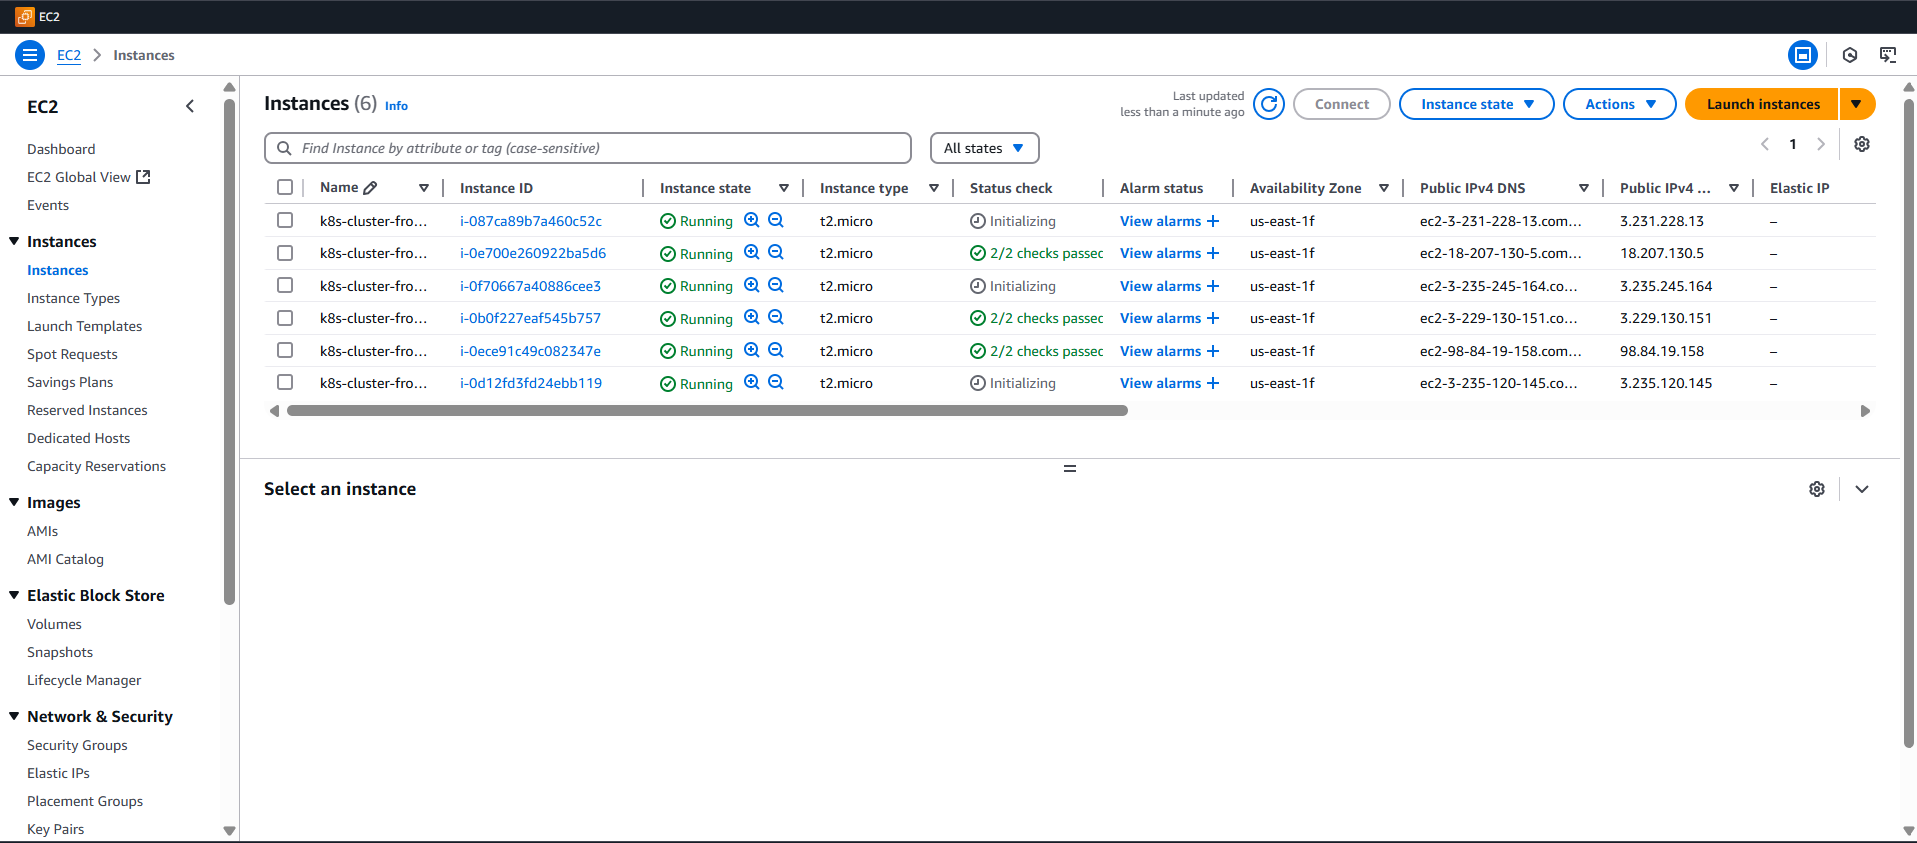 EC2
EC2 Instances
EC2
Dashboard
EC2 Global View
Events
Instances
Instances
Instance Types
Launch Templates
Spot Requests
Savings Plans
Reserved Instances
Dedicated Hosts
Capacity Reservations
Images
AMIs
AMI Catalog
Elastic Block Store
Volumes
Snapshots
Lifecycle Manager
Network & Security
Security Groups
Elastic IPs
Placement Groups
Key Pairs
Instances (6) Info
Last updated
less than a minute ago
Connect Instance state Actions Launch instances
Find Instance by attribute or tag (case-sensitive)
All states
1
Name Instance ID Instance state Instance type Status check Alarm status Availability Zone Public IPv4 DNS Public IPv4 ... Elastic IP
k8s-cluster-fro... i-087ca89b7a460c52c Running t2.micro Initializing View alarms + us-east-1f ec2-3-231-228-13.com... 3.231.228.13 –
k8s-cluster-fro... i-0e700e260922ba5d6 Running t2.micro 2/2 checks passec View alarms + us-east-1f ec2-18-207-130-5.com... 18.207.130.5 –
k8s-cluster-fro... i-0f70667a40886cee3 Running t2.micro Initializing View alarms + us-east-1f ec2-3-235-245-164.co... 3.235.245.164 –
k8s-cluster-fro... i-0b0f227eaf545b757 Running t2.micro 2/2 checks passec View alarms + us-east-1f ec2-3-229-130-151.co... 3.229.130.151 –
k8s-cluster-fro... i-0ece91c49c082347e Running t2.micro 2/2 checks passec View alarms + us-east-1f ec2-98-84-19-158.com... 98.84.19.158 –
k8s-cluster-fro... i-0d12fd3fd24ebb119 Running t2.micro Initializing View alarms + us-east-1f ec2-3-235-120-145.co... 3.235.120.145 –
Select an instance